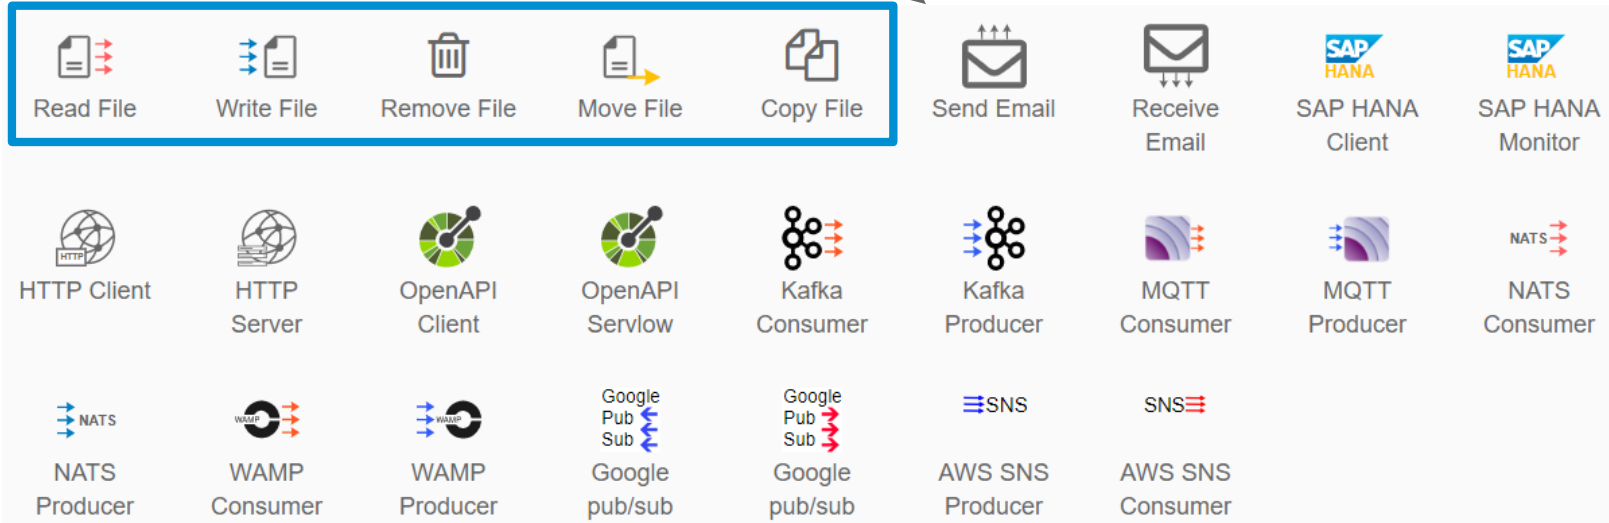 Read File
Write File
Remove File
Move File
Copy File
Send Email
Receive
Email
SAP
HANA
SAP HANA
Client
SAP
HANA
SAP HANA
Monitor
HTTP
HTTP Client
HTTP
Server
OpenAPI
Client
OpenAPI
Servlow
Kafka
Consumer
Kafka
Producer
MQTT
Consumer
MQTT
Producer
NATS
NATS
Consumer
NATS
NATS
Producer
WAMP
WAMP
Consumer
WAMP
WAMP
Producer
Google
Pub
Sub
Google
pub/sub
Google
Pub
Sub
Google
pub/sub
SNS
AWS SNS
Producer
SNS
AWS SNS
Consumer